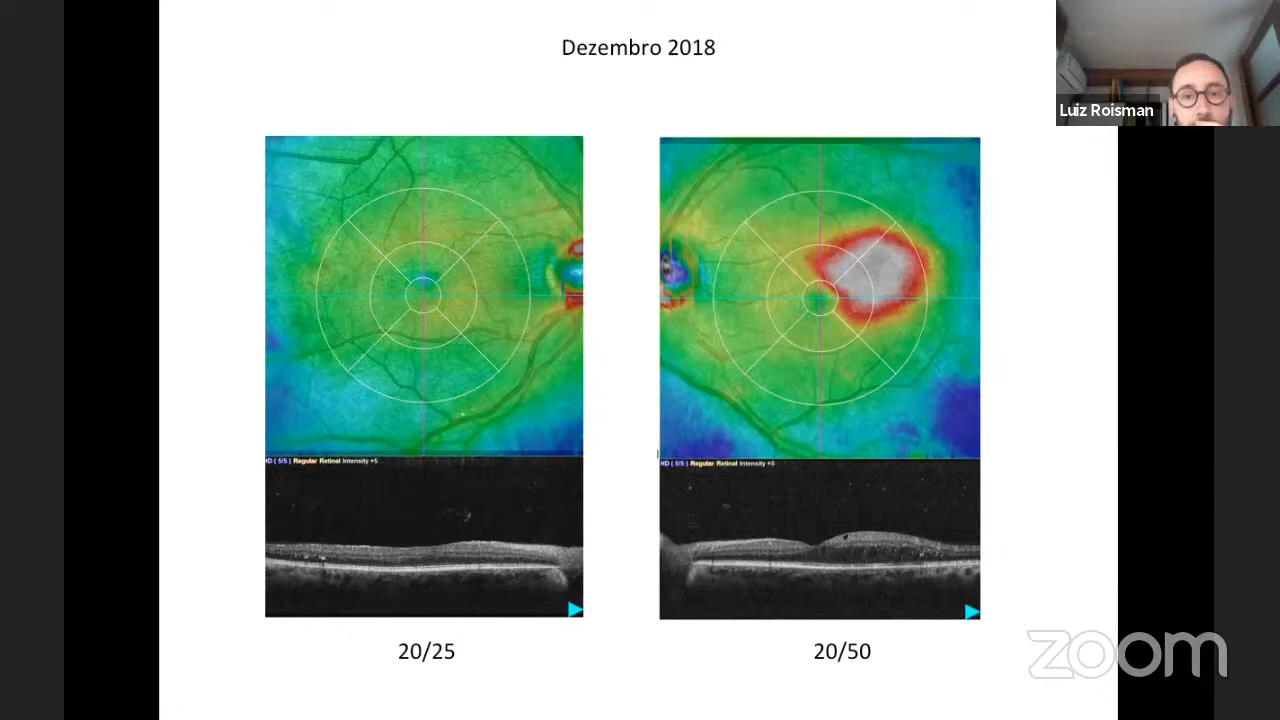 Dezembro 2018
Luiz Roisman
HD ( 5/5 ) Regular Retinal Intensity +5
HD ( 5/5 ) Regular Retinal Intensity +5
20/25
20/50
zoom